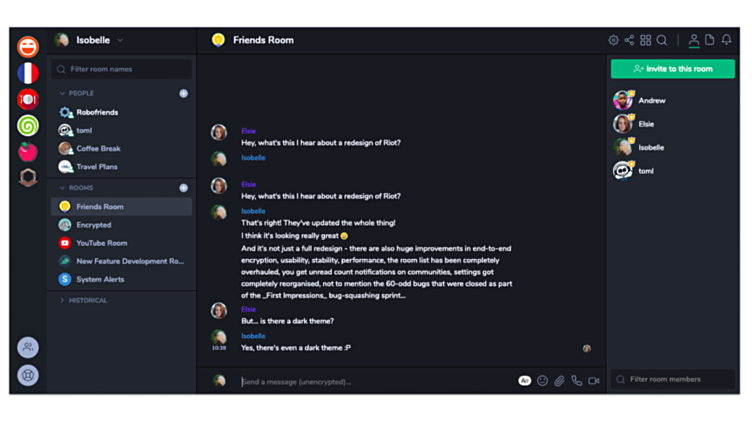 Isobelle
Friends Room
Filter room names
Invite to this room
PEOPLE
Robofriends
toml
Coffee Break
Travel Plans
ROOMS
Friends Room
Encrypted
YouTube Room
New Feature Development Ro...
System Alerts
HISTORICAL
Elsie
Hey, what's this I hear about a redesign of Riot?
Isobelle
Elsie
Hey, what's this I hear about a redesign of Riot?
Isobelle
That's right! They've updated the whole thing!
I think it's looking really great
And it's not just a full redesign - there are also huge improvements in end-to-end
encryption, usability, stability, performance, the room list has been completely
overhauled, you get unread count notifications on communities, settings got
completely reorganised, not to mention the 60-odd bugs that were closed as part
of the _First Impressions_ bug-squashing sprint...
Elsie
But... is there a dark theme?
Isobelle
10:39
Yes, there's even a dark theme :P
Send a message (unencrypted)...
Andrew
Elsie
Isobelle
toml
Filter room members